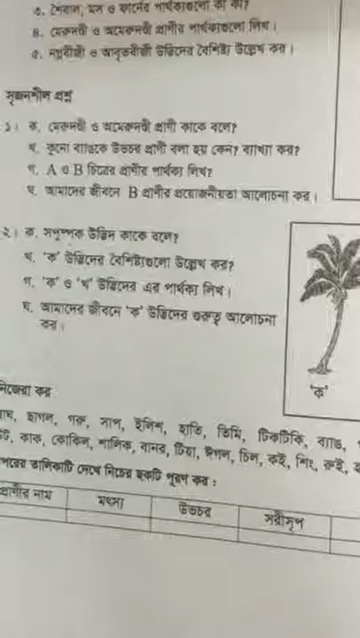 ৩. শৈবাল, মস ও ফার্নের পার্থক্যগুলো কী কী?
৪. মেরুদণ্ডী ও অমেরুদণ্ডী প্রাণীর পার্থক্যগুলো লিখ।
৫. নগ্নবীজী ও আবৃতবীজী উদ্ভিদের বৈশিষ্ট্য উল্লেখ কর।
সৃজনশীল প্রশ্ন
১। ক. মেরুদণ্ডী ও অমেরুদণ্ডী প্রাণী কাকে বলে?
খ. কুনো ব্যাঙকে উভচর প্রাণী বলা হয় কেন? ব্যাখ্যা কর?
গ. A ও B চিত্রের প্রাণীর পার্থক্য লিখ?
ঘ. আমাদের জীবনে B প্রাণীর প্রয়োজনীয়তা আলোচনা কর।
২। ক. সপুষ্পক উদ্ভিদ কাকে বলে?
খ. 'ক' উদ্ভিদের বৈশিষ্ট্যগুলো উল্লেখ কর?
গ. 'ক' ও 'খ' উদ্ভিদের এর পার্থক্য লিখ।
ঘ. আমাদের জীবনে 'ক' উদ্ভিদের গুরুত্ব আলোচনা
কর।
'ক'
নিজেরা কর
ছাগল, গরু, সাপ, ইলিশ, হাতি, তিমি, টিকটিকি, ব্যাঙ,
কাক, কোকিল, শালিক, বানর, টিয়া, ঈগল, চিল, কই, শিং, রুই,
তালিকাটি দেখে নিচের ছকটি পূরণ কর :
প্রাণীর নাম মৎস্য উভচর সরীসৃপ